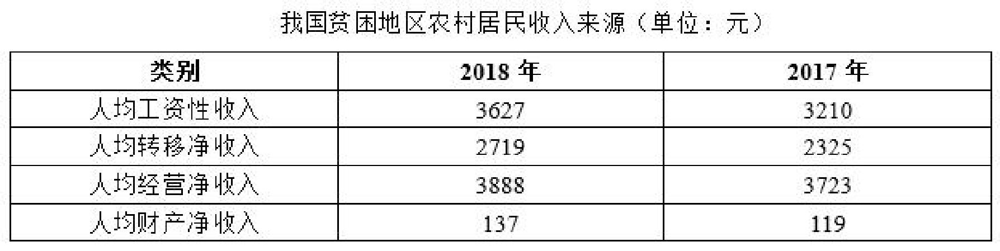 我国贫困地区农村居民收入来源（单位：元）
类别 2018 年 2017 年
人均工资性收入 3627 3210
人均转移净收入 2719 2325
人均经营净收入 3888 3723
人均财产净收入 137 119